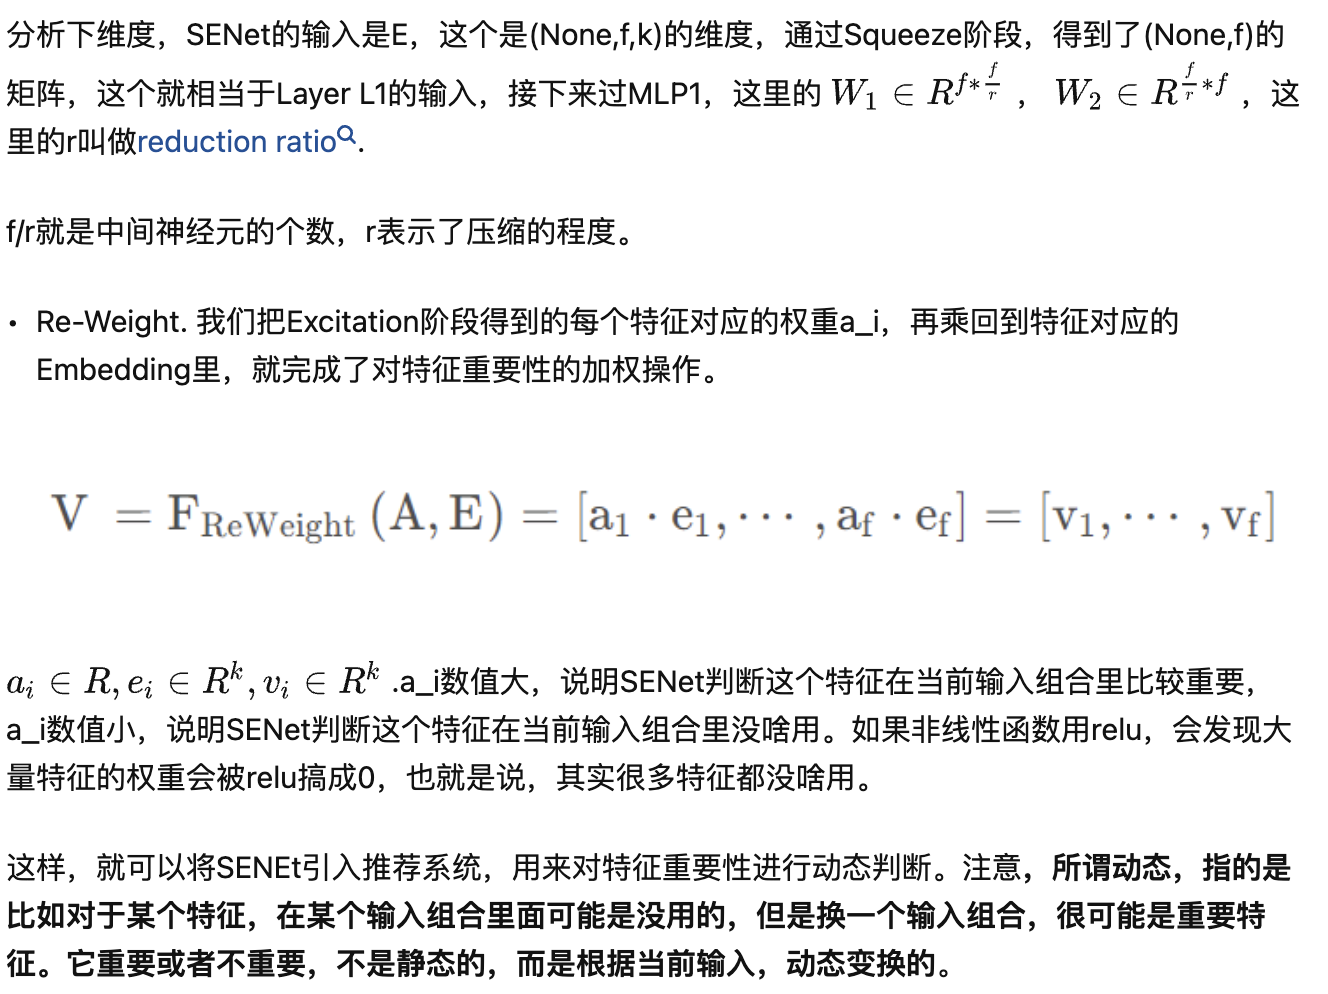 分析下维度，SENet的输入是E，这个是(None,f,k)的维度，通过Squeeze阶段，得到了(None,f)的
矩阵，这个就相当于Layer L1的输入，接下来过MLP1，这里的 $W_1 \in R^{f*\frac{f}{r}}$ ， $W_2 \in R^{\frac{f}{r}*f}$ ，这
里的r叫做reduction ratio.
f/r就是中间神经元的个数，r表示了压缩的程度。
• Re-Weight. 我们把Excitation阶段得到的每个特征对应的权重a_i，再乘回到特征对应的
Embedding里，就完成了对特征重要性的加权操作。
$V = F_{ReWeight}(A, E) = [a_1 \cdot e_1, \cdots, a_f \cdot e_f] = [v_1, \cdots, v_f]$
$a_i \in R, e_i \in R^k, v_i \in R^k$ .a_i数值大，说明SENet判断这个特征在当前输入组合里比较重要，
a_i数值小，说明SENet判断这个特征在当前输入组合里没啥用。如果非线性函数用relu，会发现大
量特征的权重会被relu搞成0，也就是说，其实很多特征都没啥用。
这样，就可以将SENEt引入推荐系统，用来对特征重要性进行动态判断。注意，所谓动态，指的是
比如对于某个特征，在某个输入组合里面可能是没用的，但是换一个输入组合，很可能是重要特
征。它重要或者不重要，不是静态的，而是根据当前输入，动态变换的。